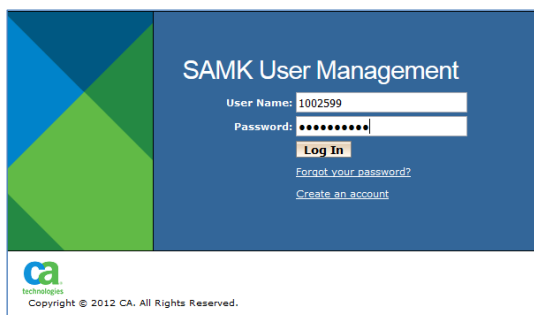 SAMK User Management
User Name: 1002599
Password: ●●●●●●●●●●
Log In
Forgot your password?
Create an account
ca
technologies
Copyright © 2012 CA. All Rights Reserved.